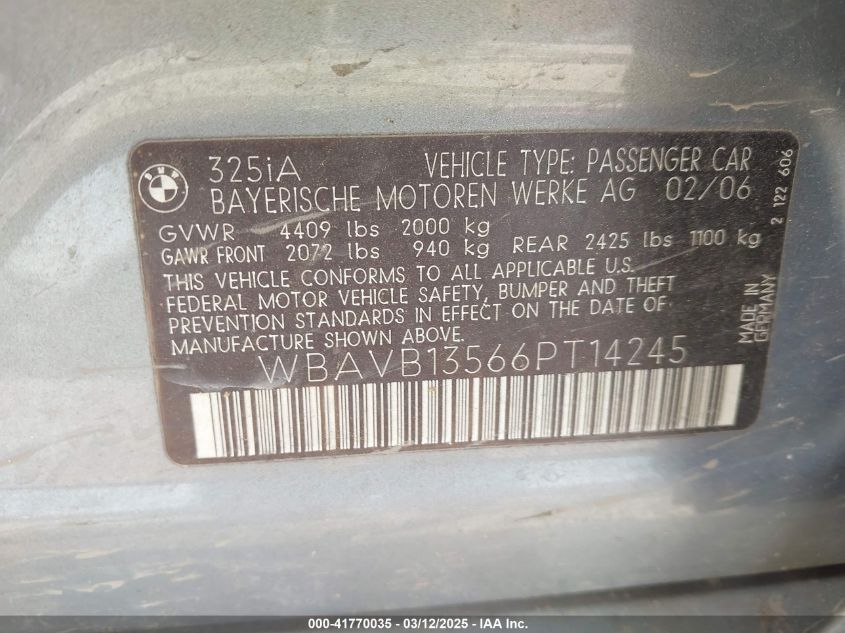 BMW
325iA VEHICLE TYPE: PASSENGER CAR
BAYERISCHE MOTOREN WERKE AG 02/06
GVWR 4409 lbs 2000 kg
GAWR FRONT 2072 lbs 940 kg REAR 2425 lbs 1100 kg
THIS VEHICLE CONFORMS TO ALL APPLICABLE U.S.
FEDERAL MOTOR VEHICLE SAFETY, BUMPER AND THEFT
PREVENTION STANDARDS IN EFFECT ON THE DATE OF
MANUFACTURE SHOWN ABOVE.
WBAVB13566PT14245
2 122 606
MADE IN
GERMANY
000-41770035 - 03/12/2025 - IAA Inc.